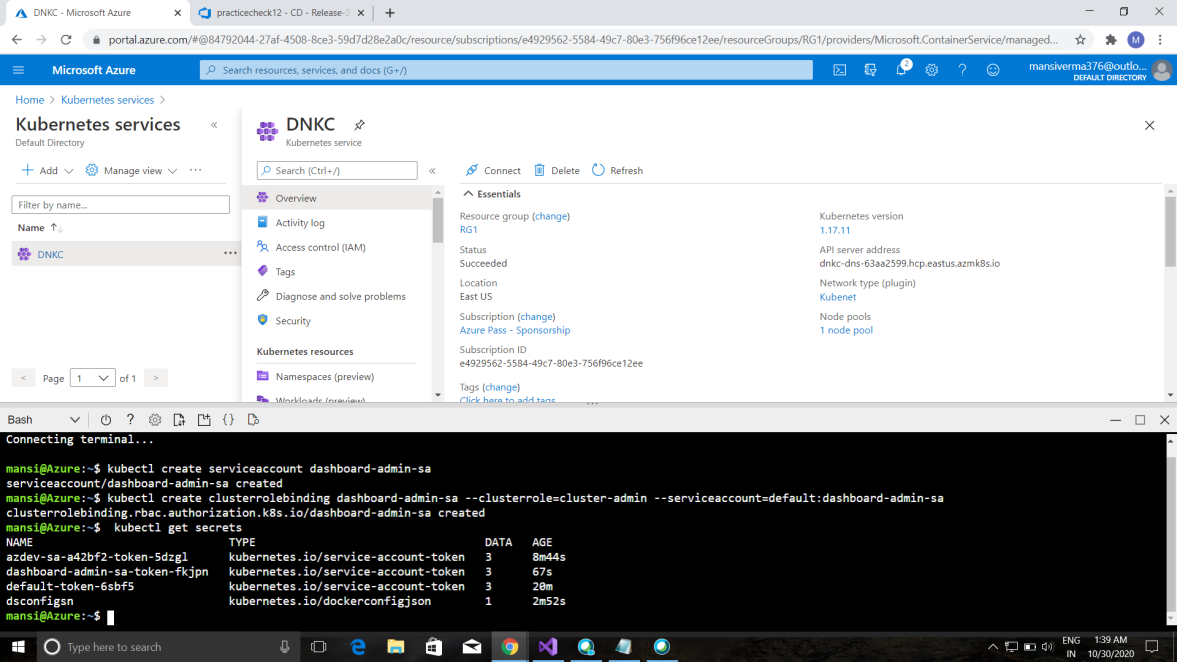 DNKC - Microsoft Azure
practicecheck12 - CD - Release-
portal.azure.com/#@84792044-27af-4508-8ce3-59d7d28e2a0c/resource/subscriptions/e4929562-5584-49c7-80e3-756f96ce12ee/resourceGroups/RG1/providers/Microsoft.ContainerService/managed...
M
Microsoft Azure
Search resources, services, and docs (G+/)
2
mansiverma376@outlo...
DEFAULT DIRECTORY
Home > Kubernetes services >
Kubernetes services
Default Directory
Add
Manage view
Filter by name...
Name
DNKC
Page 1 of 1
DNKC
Kubernetes service
Search (Ctrl+/)
Overview
Activity log
Access control (IAM)
Tags
Diagnose and solve problems
Security
Kubernetes resources
Namespaces (preview)
Workloads (preview)
Connect
Delete
Refresh
Essentials
Resource group (change)
RG1
Status
Succeeded
Location
East US
Subscription (change)
Azure Pass - Sponsorship
Subscription ID
e4929562-5584-49c7-80e3-756f96ce12ee
Tags (change)
Click here to add tags
Kubernetes version
1.17.11
API server address
dnkc-dns-63aa2599.hcp.eastus.azmk8s.io
Network type (plugin)
Kubenet
Node pools
1 node pool
Bash
Connecting terminal...
mansi@Azure:~$ kubectl create serviceaccount dashboard-admin-sa
serviceaccount/dashboard-admin-sa created
mansi@Azure:~$ kubectl create clusterrolebinding dashboard-admin-sa --clusterrole=cluster-admin --serviceaccount=default:dashboard-admin-sa
clusterrolebinding.rbac.authorization.k8s.io/dashboard-admin-sa created
mansi@Azure:~$  kubectl get secrets
NAME TYPE DATA AGE
azdev-sa-a42bf2-token-5dzgl kubernetes.io/service-account-token 3 8m44s
dashboard-admin-sa-token-fkjpn kubernetes.io/service-account-token 3 67s
default-token-6sbf5 kubernetes.io/service-account-token 3 20m
dsconfigsn kubernetes.io/dockerconfigjson 1 2m52s
mansi@Azure:~$
Type here to search
ENG
IN
1:39 AM
10/30/2020